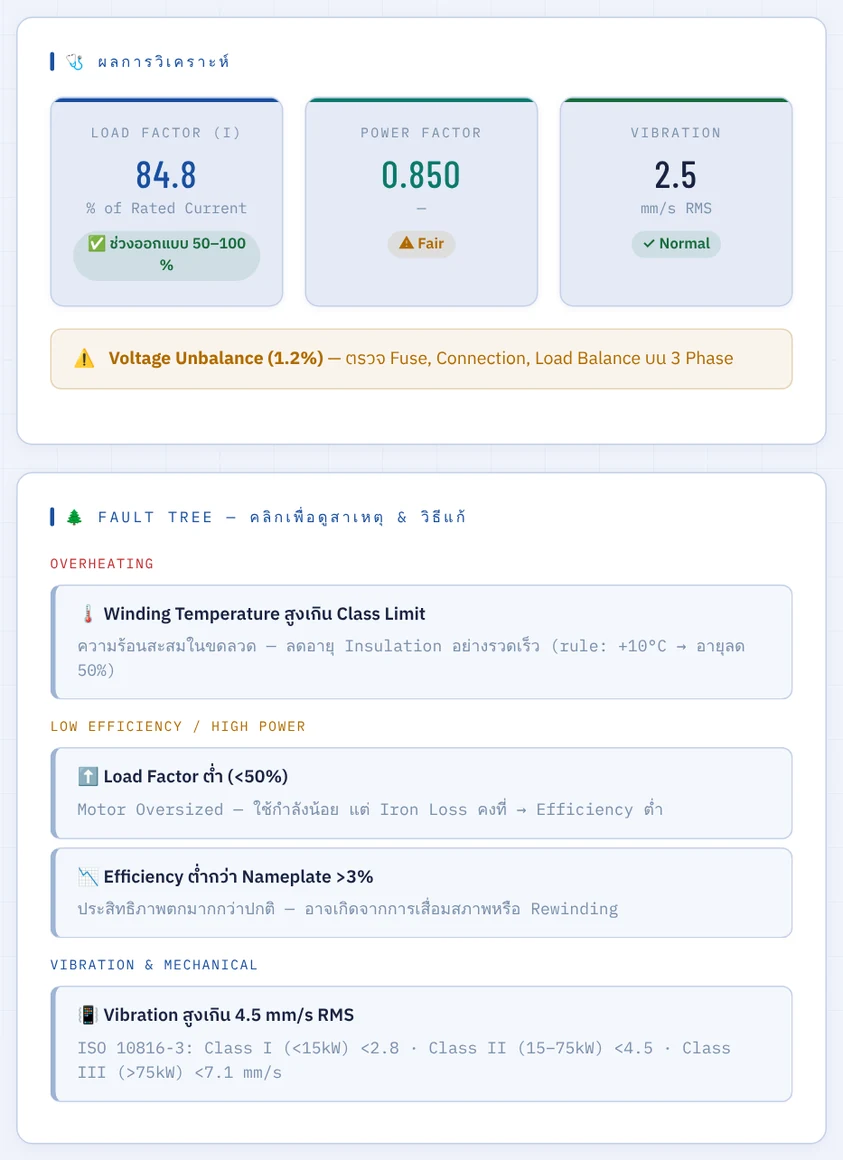 🩺 ผลการวิเคราะห์
LOAD FACTOR (I)
84.8
% of Rated Current
✅ ช่วงออกแบบ 50–100
%
POWER FACTOR
0.850
—
⚠ Fair
VIBRATION
2.5
mm/s RMS
✓ Normal
⚠️ Voltage Unbalance (1.2%) — ตรวจ Fuse, Connection, Load Balance บน 3 Phase
🌲 FAULT TREE — คลิกเพื่อดูสาเหตุ & วิธีแก้
OVERHEATING
🌡️ Winding Temperature สูงเกิน Class Limit
ความร้อนสะสมในขดลวด — ลดอายุ Insulation อย่างรวดเร็ว (rule: +10°C → อายุลด
50%)
LOW EFFICIENCY / HIGH POWER
⬆️ Load Factor ต่ำ (<50%)
Motor Oversized — ใช้กำลังน้อย แต่ Iron Loss คงที่ → Efficiency ต่ำ
📉 Efficiency ต่ำกว่า Nameplate >3%
ประสิทธิภาพตกมากกว่าปกติ — อาจเกิดจากการเสื่อมสภาพหรือ Rewinding
VIBRATION & MECHANICAL
📳 Vibration สูงเกิน 4.5 mm/s RMS
ISO 10816-3: Class I (<15kW) <2.8 · Class II (15–75kW) <4.5 · Class
III (>75kW) <7.1 mm/s